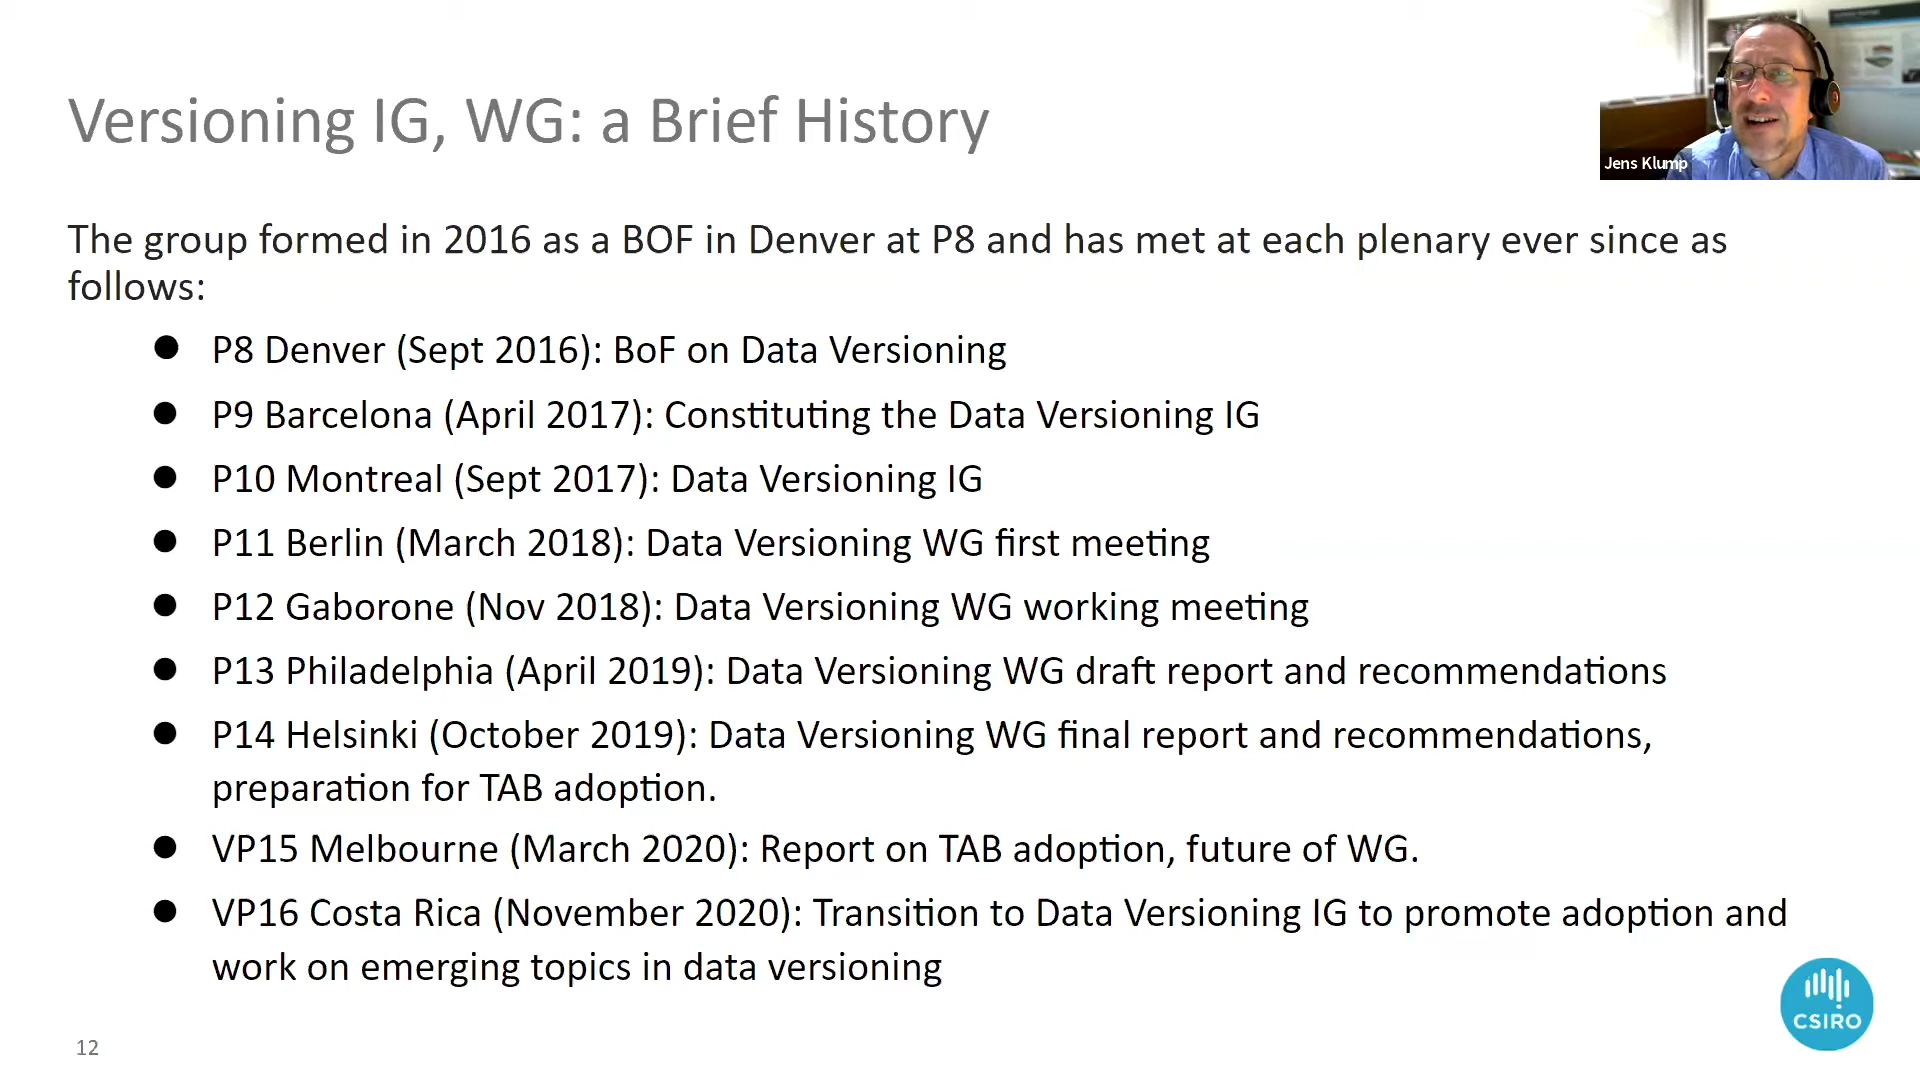 Versioning IG, WG: a Brief History
Jens Klump
The group formed in 2016 as a BOF in Denver at P8 and has met at each plenary ever since as
follows:
● P8 Denver (Sept 2016): BoF on Data Versioning
● P9 Barcelona (April 2017): Constituting the Data Versioning IG
● P10 Montreal (Sept 2017): Data Versioning IG
● P11 Berlin (March 2018): Data Versioning WG first meeting
● P12 Gaborone (Nov 2018): Data Versioning WG working meeting
● P13 Philadelphia (April 2019): Data Versioning WG draft report and recommendations
● P14 Helsinki (October 2019): Data Versioning WG final report and recommendations,
preparation for TAB adoption.
● VP15 Melbourne (March 2020): Report on TAB adoption, future of WG.
● VP16 Costa Rica (November 2020): Transition to Data Versioning IG to promote adoption and
work on emerging topics in data versioning
CSIRO
12